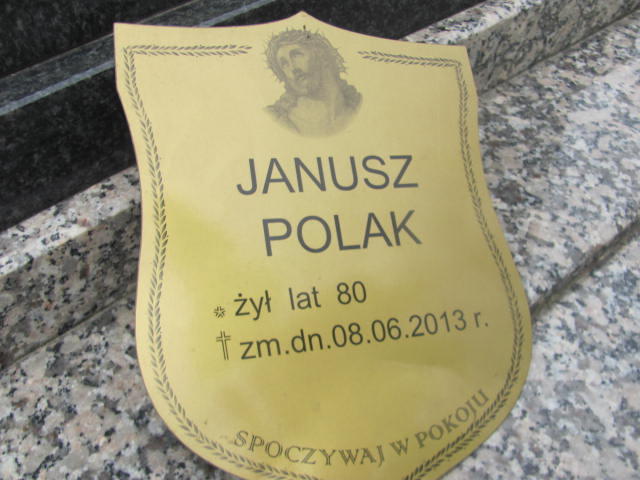 JANUSZ
POLAK
żył lat 80
zm.dn.08.06.2013 r.
SPOCZYWAJ W POKOJU